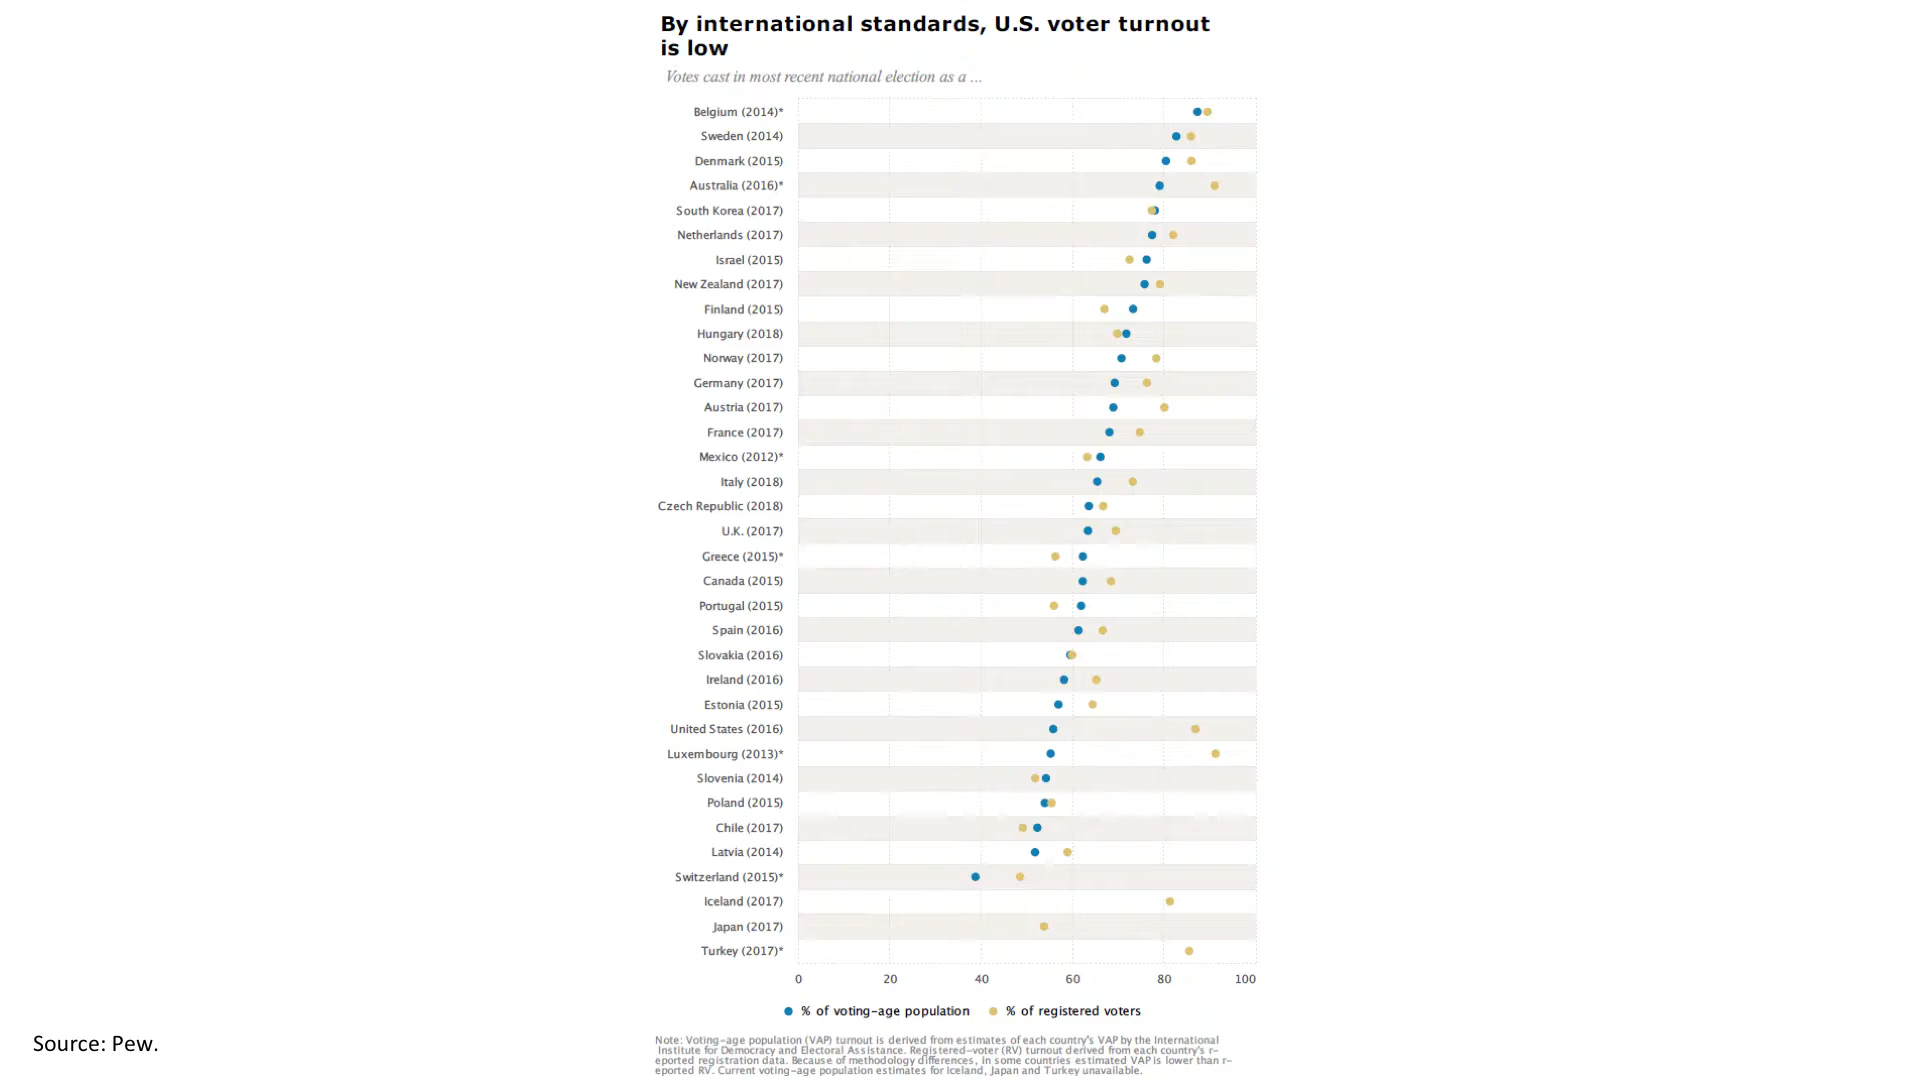 By international standards, U.S. voter turnout
is low
Votes cast in most recent national election as a ...
Belgium (2014)*
Sweden (2014)
Denmark (2015)
Australia (2016)*
South Korea (2017)
Netherlands (2017)
Israel (2015)
New Zealand (2017)
Finland (2015)
Hungary (2018)
Norway (2017)
Germany (2017)
Austria (2017)
France (2017)
Mexico (2012)*
Italy (2018)
Czech Republic (2018)
U.K. (2017)
Greece (2015)*
Canada (2015)
Portugal (2015)
Spain (2016)
Slovakia (2016)
Ireland (2016)
Estonia (2015)
United States (2016)
Luxembourg (2013)*
Slovenia (2014)
Poland (2015)
Chile (2017)
Latvia (2014)
Switzerland (2015)*
Iceland (2017)
Japan (2017)
Turkey (2017)*
0 20 40 60 80 100
% of voting-age population % of registered voters
Note: Voting-age population (VAP) turnout is derived from estimates of each country's VAP by the International
Institute for Democracy and Electoral Assistance. Registered-voter (RV) turnout derived from each country's r-
eported registration data. Because of methodology differences, in some countries estimated VAP is lower than r-
eported RV. Current voting-age population estimates for Iceland, Japan and Turkey unavailable.
Source: Pew.